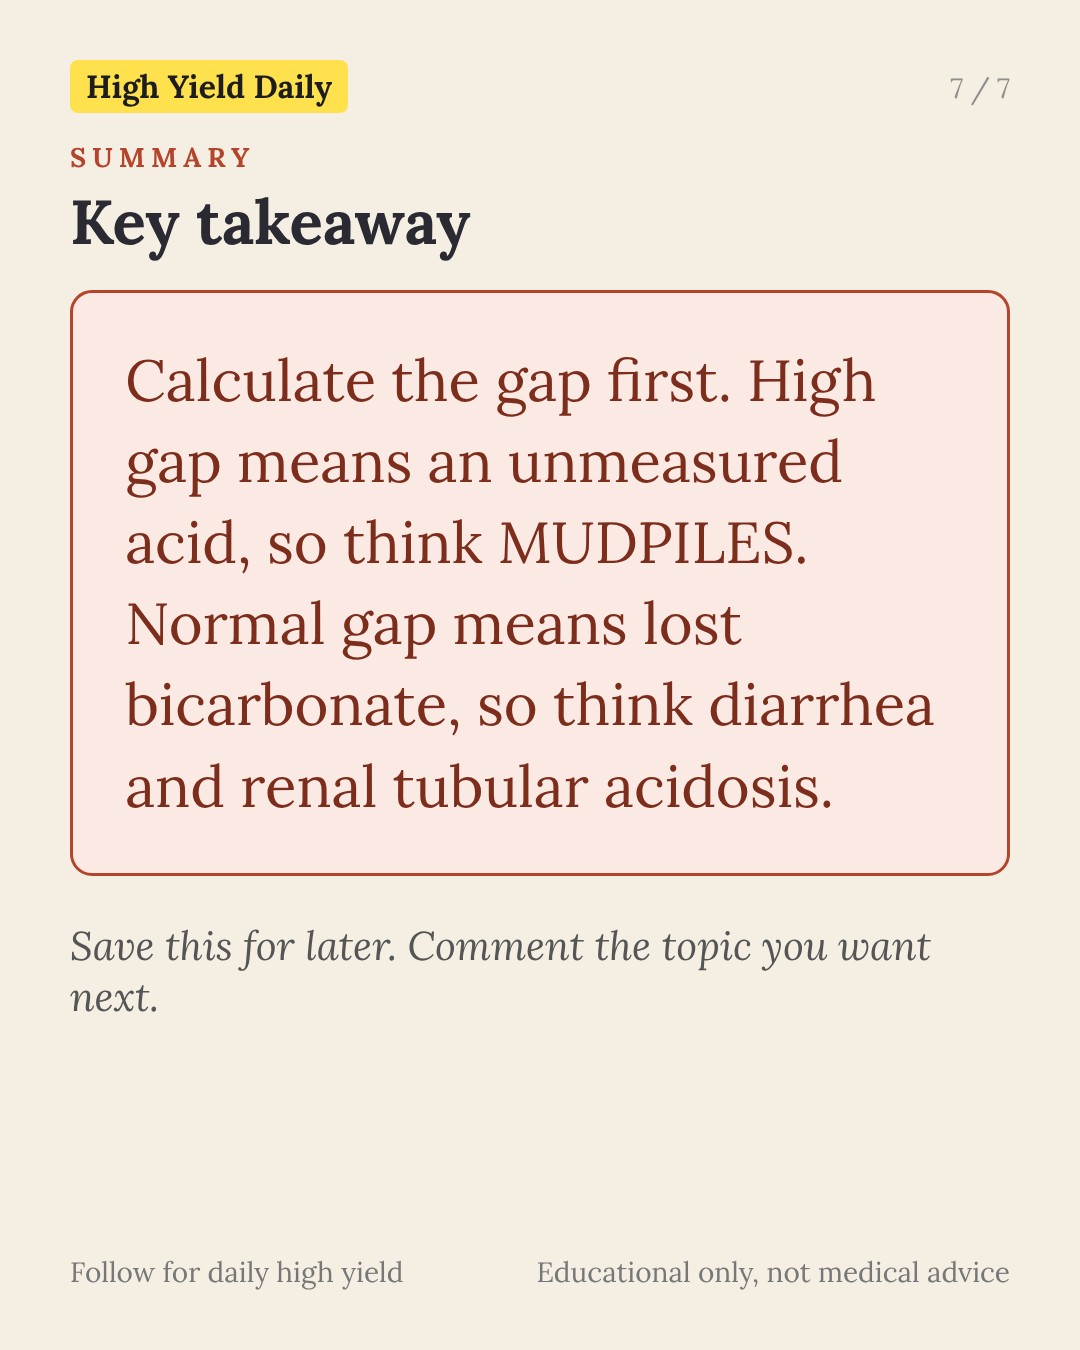 High Yield Daily
7 / 7
SUMMARY
Key takeaway
Calculate the gap first. High
gap means an unmeasured
acid, so think MUDPILES.
Normal gap means lost
bicarbonate, so think diarrhea
and renal tubular acidosis.
Save this for later. Comment the topic you want
next.
Follow for daily high yield
Educational only, not medical advice